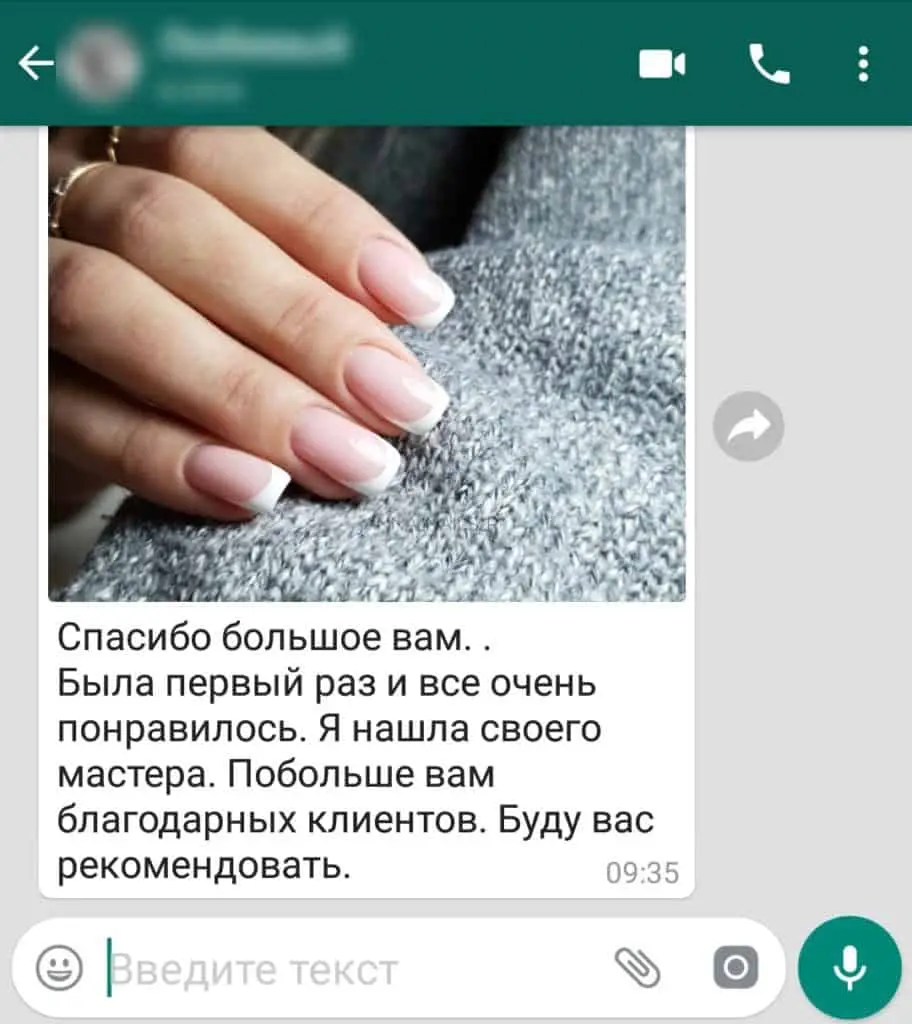 Спасибо большое вам. .
Была первый раз и все очень
понравилось. Я нашла своего
мастера. Побольше вам
благодарных клиентов. Буду вас
рекомендовать.
09:35
Введите текст